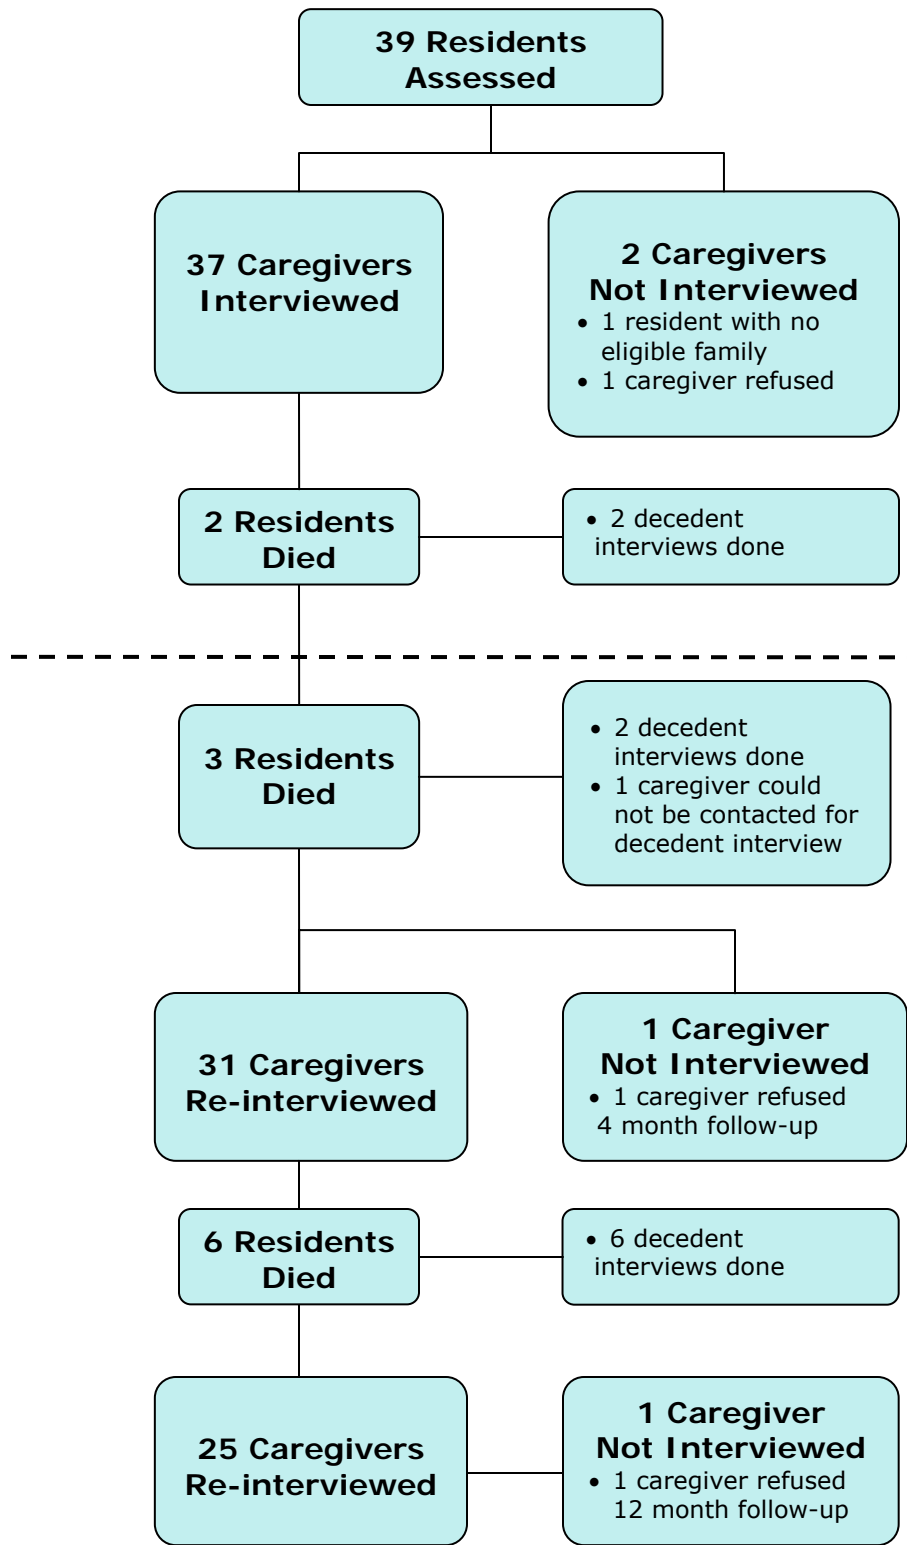 39 Residents
Assessed
37 Caregivers
Interviewed
2 Caregivers
Not Interviewed
• 1 resident with no
eligible family
• 1 caregiver refused
2 Residents
Died
• 2 decedent
interviews done
3 Residents
Died
• 2 decedent
interviews done
• 1 caregiver could
not be contacted for
decedent interview
31 Caregivers
Re-interviewed
1 Caregiver
Not Interviewed
• 1 caregiver refused
4 month follow-up
6 Residents
Died
• 6 decedent
interviews done
25 Caregivers
Re-interviewed
1 Caregiver
Not Interviewed
• 1 caregiver refused
12 month follow-up